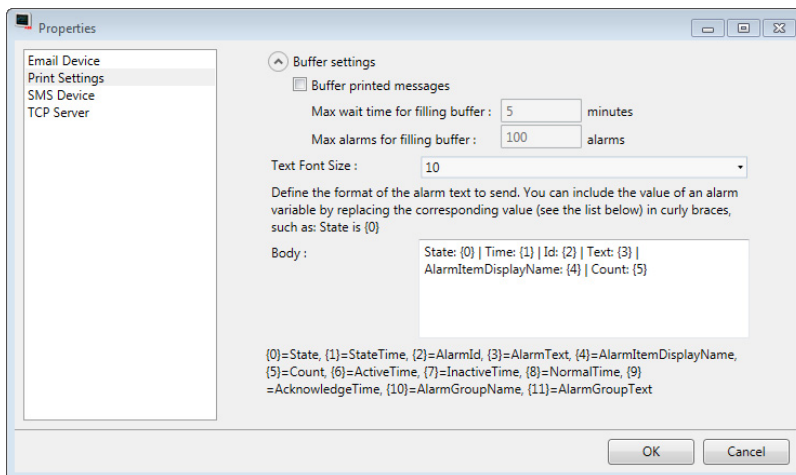 Properties
Email Device
Print Settings
SMS Device
TCP Server
Buffer settings
Buffer printed messages
Max wait time for filling buffer : 5 minutes
Max alarms for filling buffer : 100 alarms
Text Font Size : 10
Define the format of the alarm text to send. You can include the value of an alarm
variable by replacing the corresponding value (see the list below) in curly braces,
such as: State is {0}
Body : State: {0} | Time: {1} | Id: {2} | Text: {3} |
AlarmItemDisplayName: {4} | Count: {5}
{0}=State, {1}=StateTime, {2}=AlarmId, {3}=AlarmText, {4}=AlarmItemDisplayName,
{5}=Count, {6}=ActiveTime, {7}=InactiveTime, {8}=NormalTime, {9}
=AcknowledgeTime, {10}=AlarmGroupName, {11}=AlarmGroupText
OK Cancel